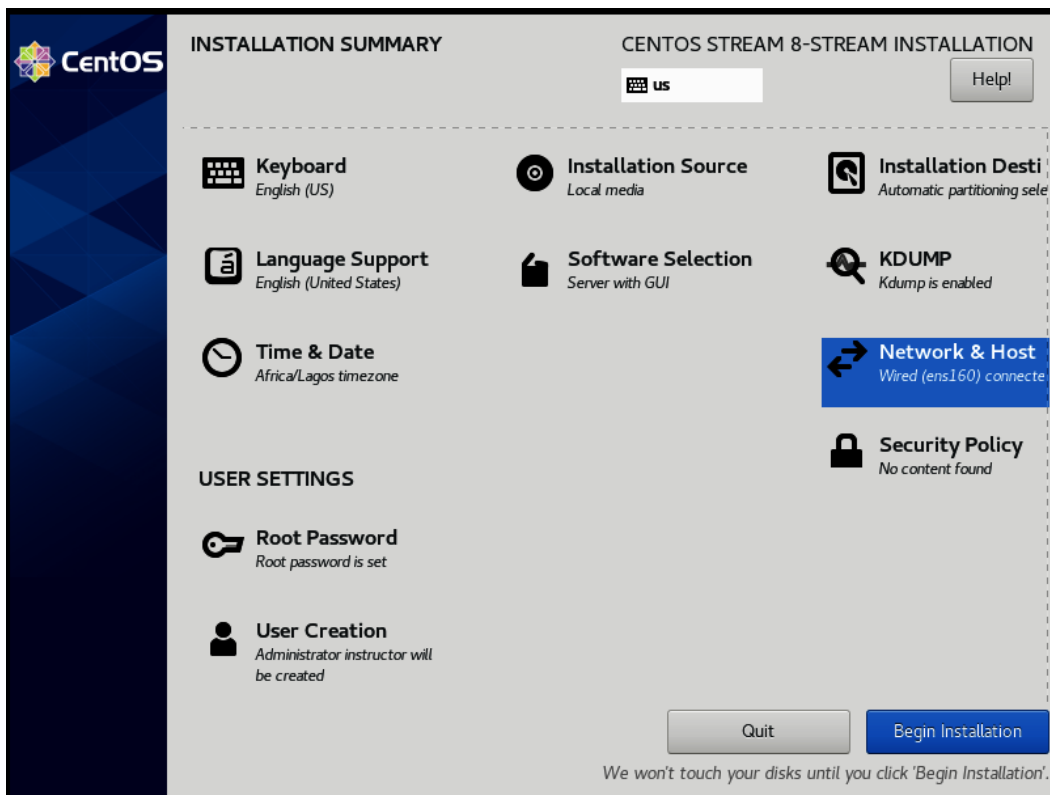 CentOS
INSTALLATION SUMMARY
CENTOS STREAM 8-STREAM INSTALLATION
us
Help!
Keyboard
English (US)
Installation Source
Local media
Installation Desti
Automatic partitioning sele
Language Support
English (United States)
Software Selection
Server with GUI
KDUMP
Kdump is enabled
Time & Date
Africa/Lagos timezone
Network & Host
Wired (ens160) connecte
Security Policy
No content found
USER SETTINGS
Root Password
Root password is set
User Creation
Administrator instructor will
be created
Quit
Begin Installation
We won't touch your disks until you click 'Begin Installation'.